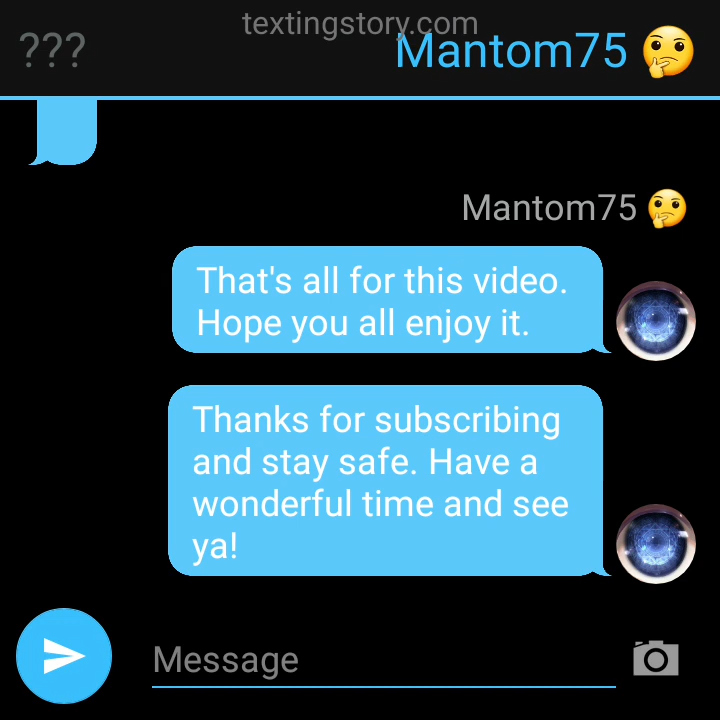 textingstory.com
???
Mantom75 🤔
Mantom75 🤔
That's all for this video.
Hope you all enjoy it.
Thanks for subscribing
and stay safe. Have a
wonderful time and see
ya!
Message